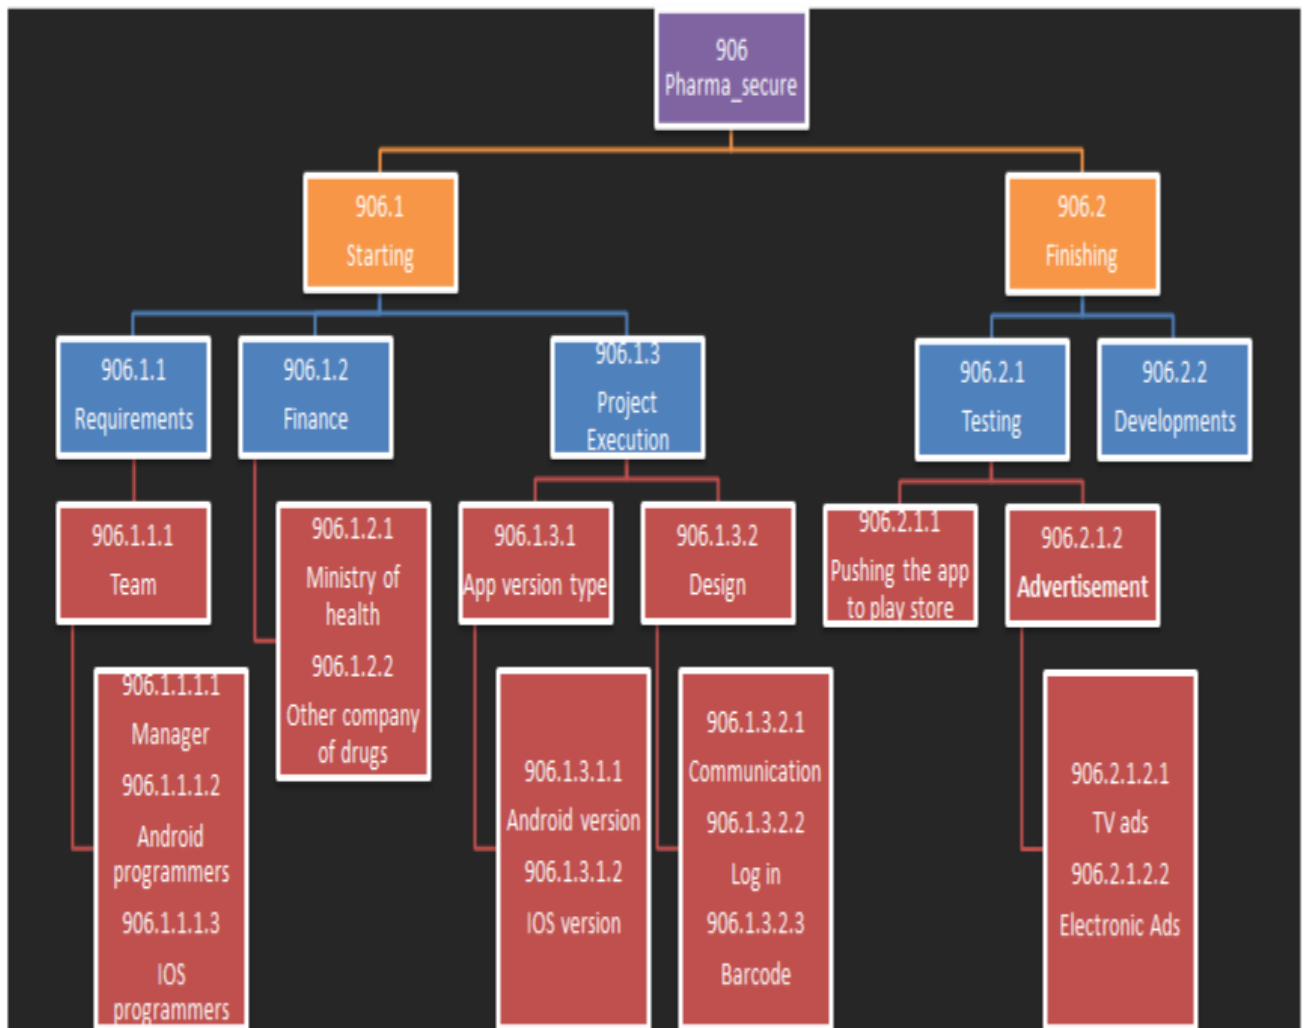 906
Pharma_secure
906.1
Starting
906.2
Finishing
906.1.1
Requirements
906.1.2
Finance
906.1.3
Project
Execution
906.2.1
Testing
906.2.2
Developments
906.1.1.1
Team
906.1.2.1
Ministry of
health
906.1.2.2
Other company
of drugs
906.1.3.1
App version type
906.1.3.2
Design
906.2.1.1
Pushing the app
to play store
906.2.1.2
Advertisement
906.1.1.1.1
Manager
906.1.1.1.2
Android
programmers
906.1.1.1.3
IOS
programmers
906.1.3.1.1
Android version
906.1.3.1.2
IOS version
906.1.3.2.1
Communication
906.1.3.2.2
Log in
906.1.3.2.3
Barcode
906.2.1.2.1
TV ads
906.2.1.2.2
Electronic Ads